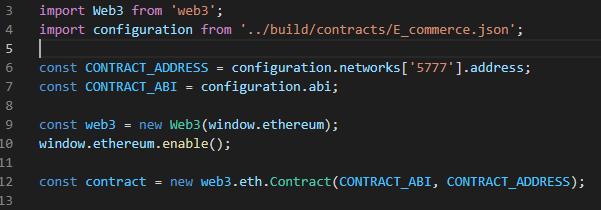 3 import Web3 from 'web3';
4 import configuration from '../build/contracts/E_commerce.json';
5
6 const CONTRACT_ADDRESS = configuration.networks['5777'].address;
7 const CONTRACT_ABI = configuration.abi;
8
9 const web3 = new Web3(window.ethereum);
10 window.ethereum.enable();
11
12 const contract = new web3.eth.Contract(CONTRACT_ABI, CONTRACT_ADDRESS);
13